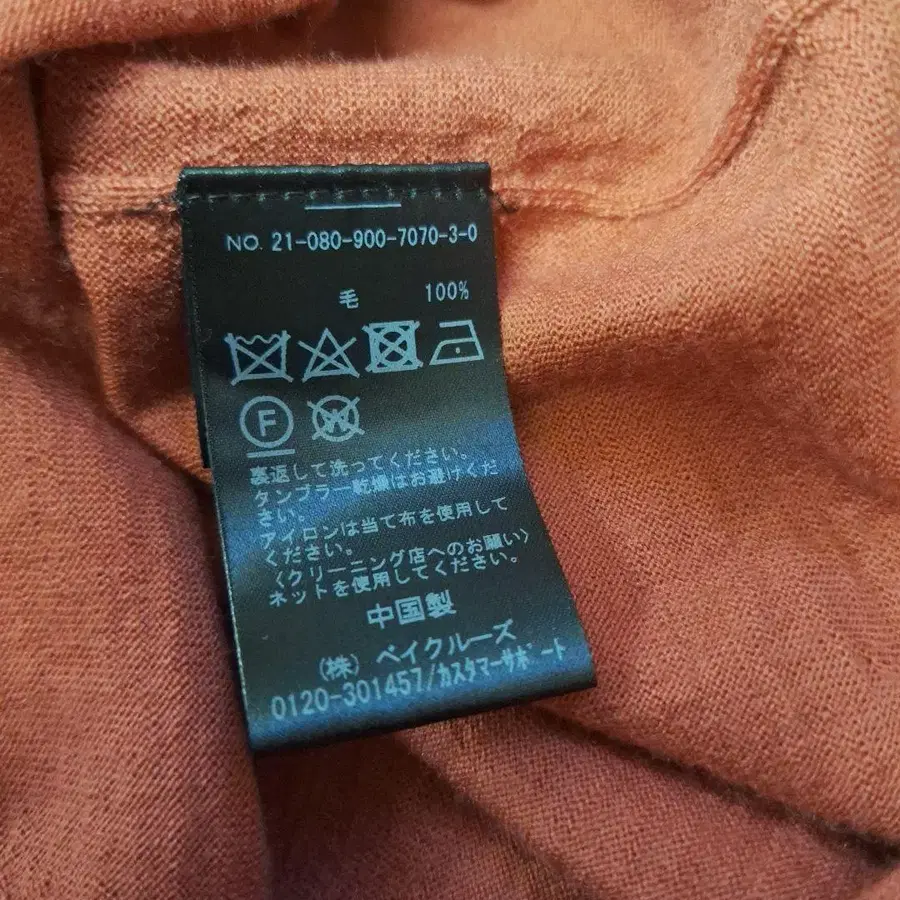 NO. 21-080-900-7070-3-0
毛 100%
F
W
裏返して洗ってください。
タンブラー乾燥はお避けくだ
さい。
アイロンは当て布を使用して
ください。
〈クリーニング店へのお願い〉
ネットを使用してください。
中国製
(株) ベイクルーズ
0120-301457/カスタマーサポート